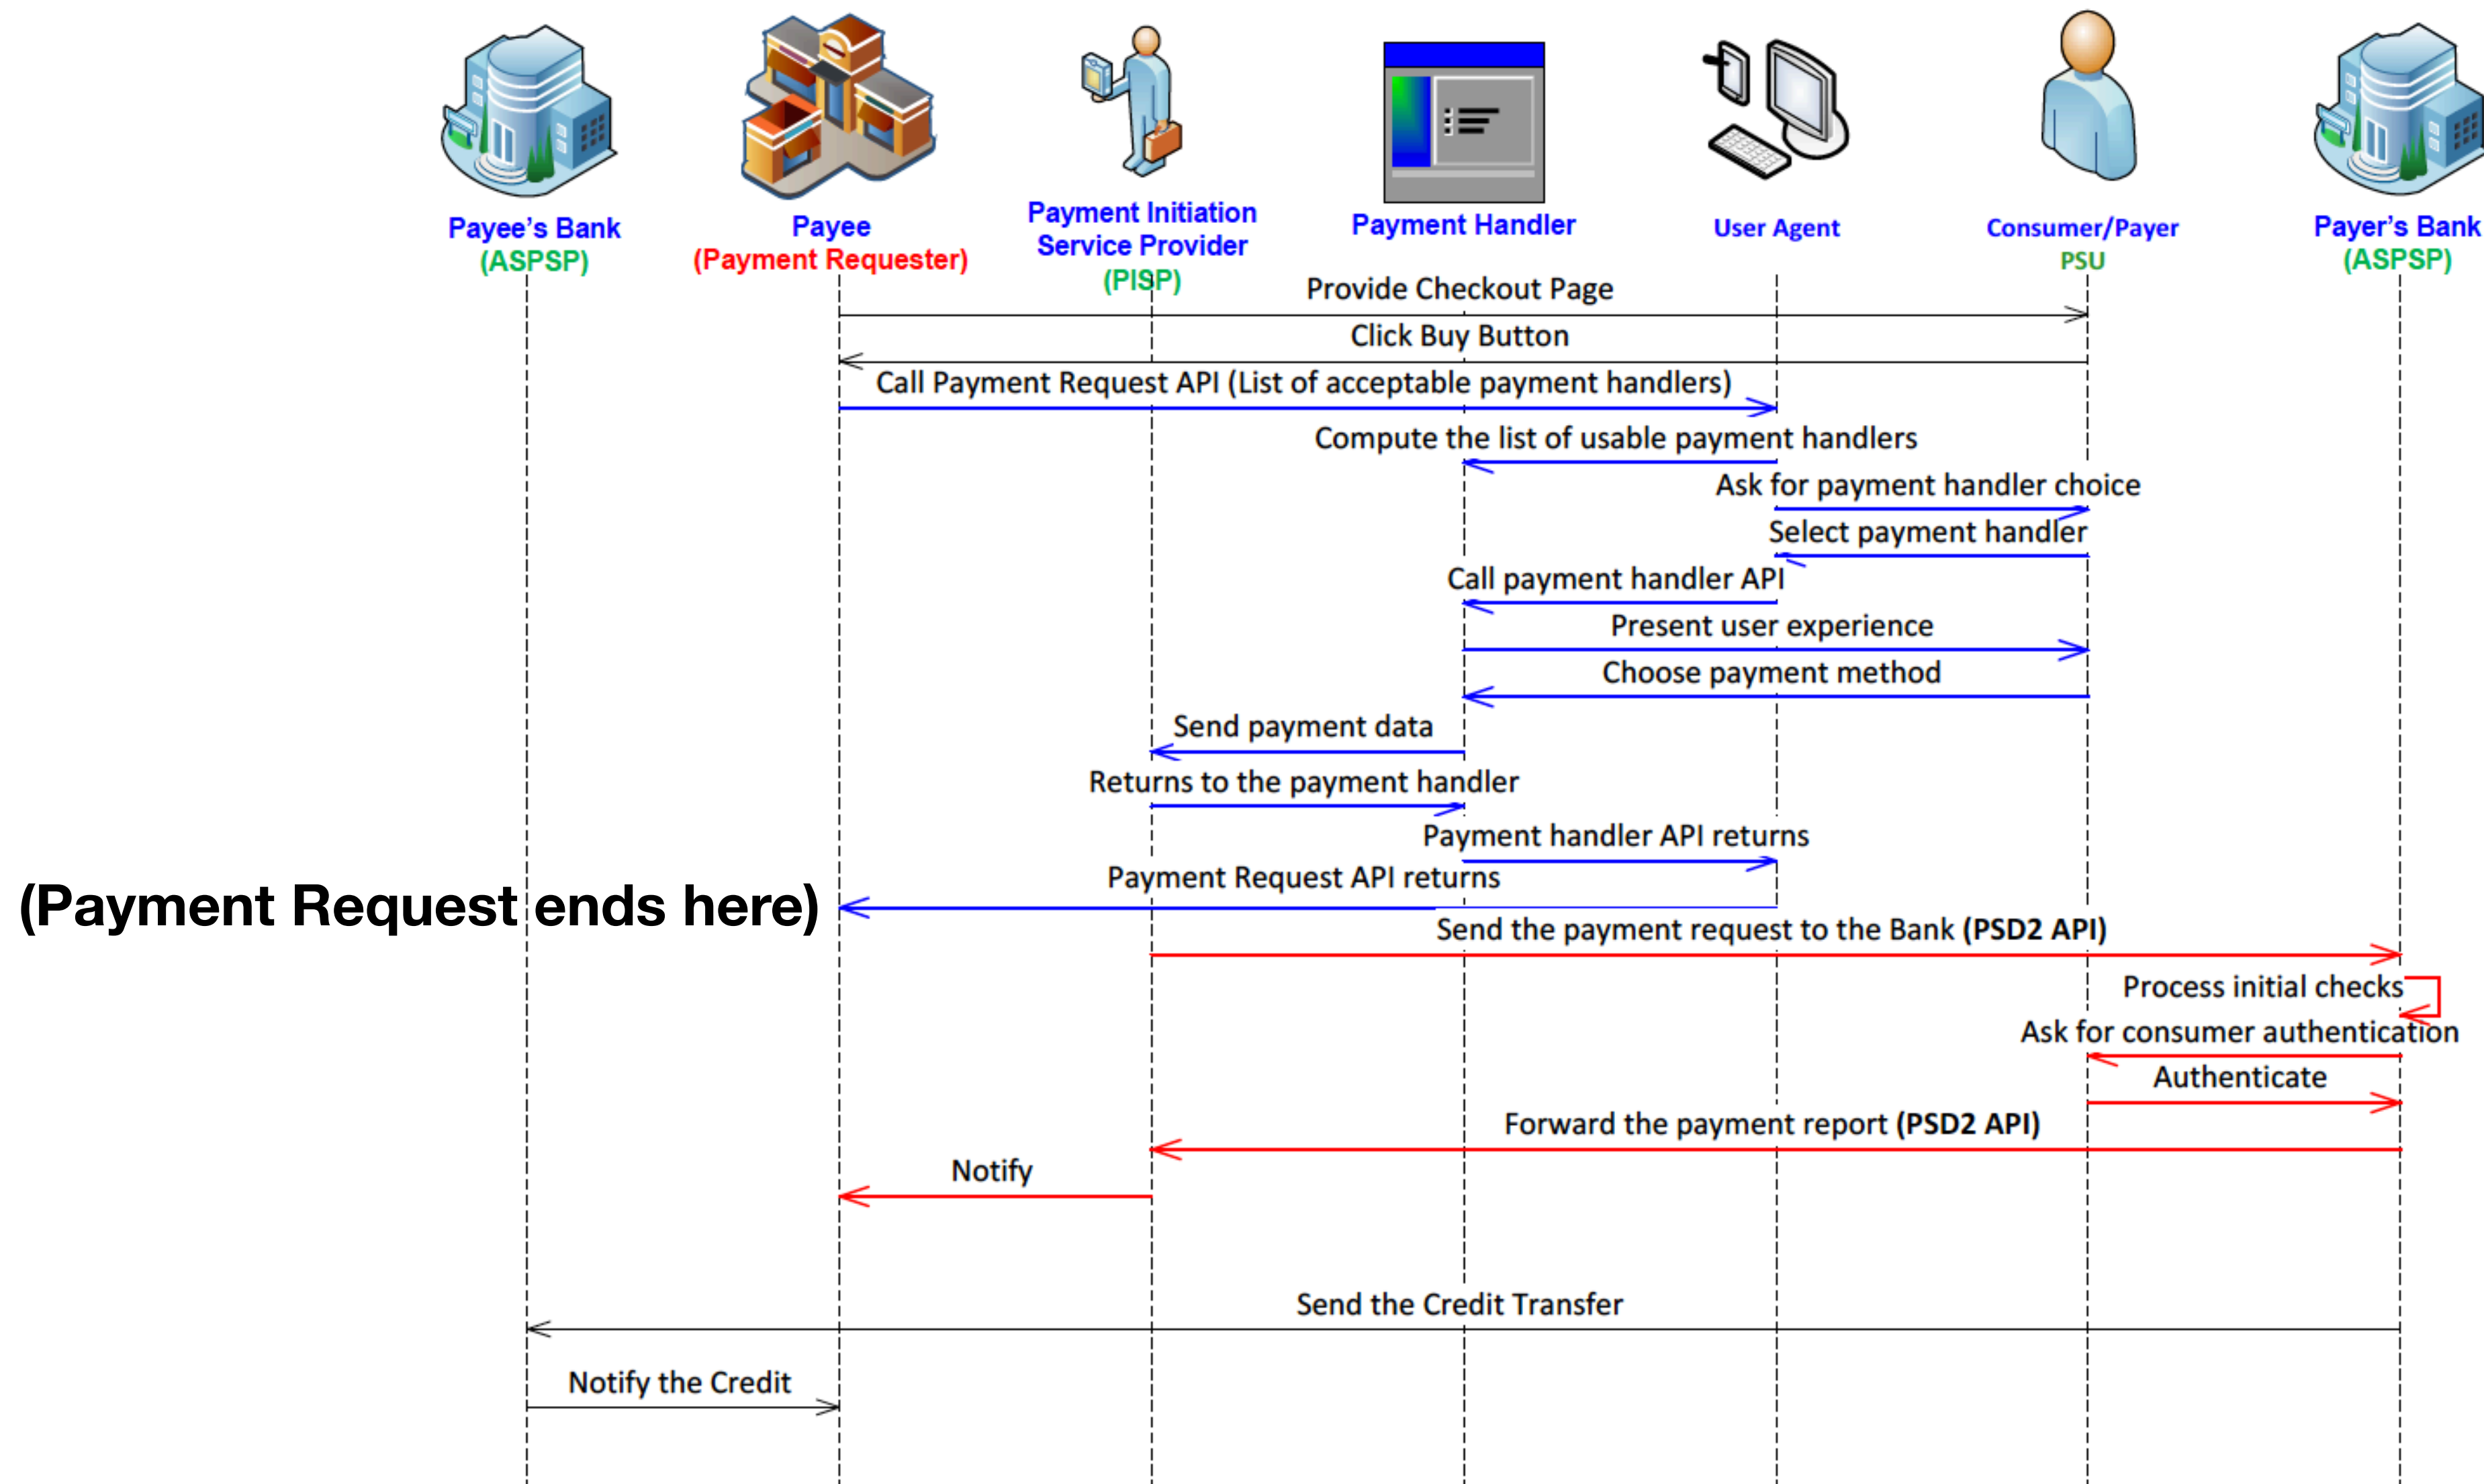 Payee's Bank
(ASPSP)
Payee
(Payment Requester)
Payment Initiation
Service Provider
(PISP)
Payment Handler
User Agent
Consumer/Payer
PSU
Payer's Bank
(ASPSP)
Provide Checkout Page
Click Buy Button
Call Payment Request API (List of acceptable payment handlers)
Compute the list of usable payment handlers
Ask for payment handler choice
Select payment handler
Call payment handler API
Present user experience
Choose payment method
Send payment data
Returns to the payment handler
Payment handler API returns
Payment Request API returns
(Payment Request ends here)
Send the payment request to the Bank (PSD2 API)
Process initial checks
Ask for consumer authentication
Authenticate
Forward the payment report (PSD2 API)
Notify
Send the Credit Transfer
Notify the Credit